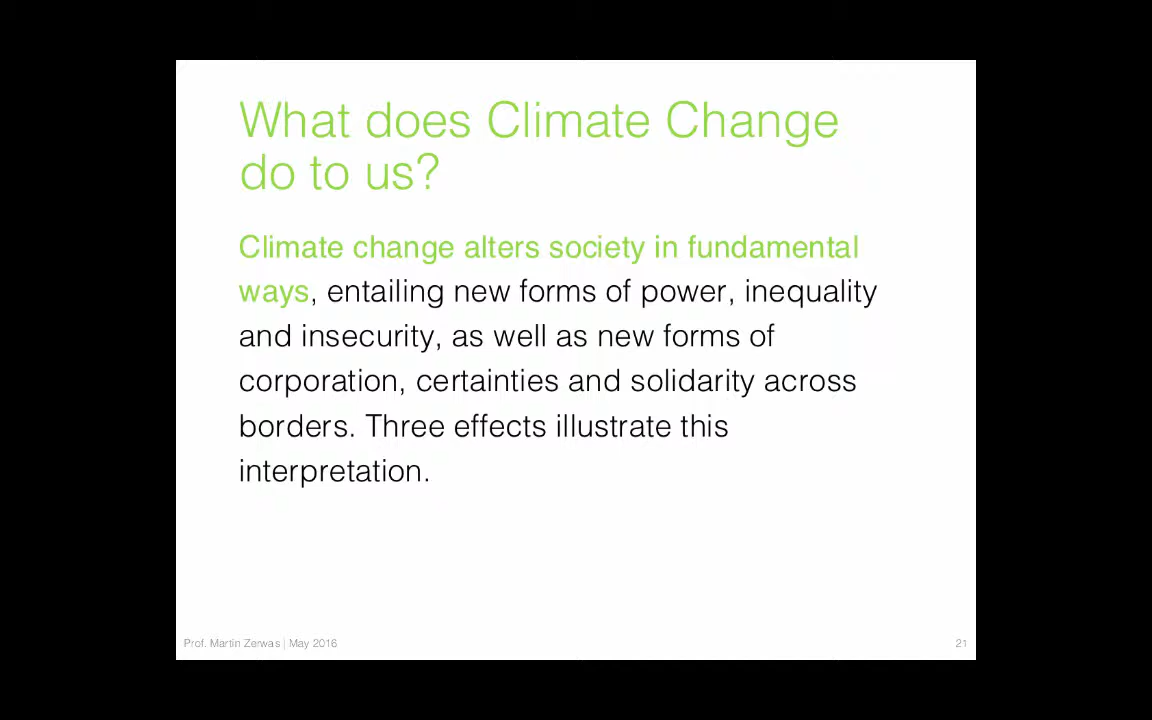 What does Climate Change
do to us?
Climate change alters society in fundamental
ways, entailing new forms of power, inequality
and insecurity, as well as new forms of
corporation, certainties and solidarity across
borders. Three effects illustrate this
interpretation.
Prof. Martin Zerwas | May 2016
21